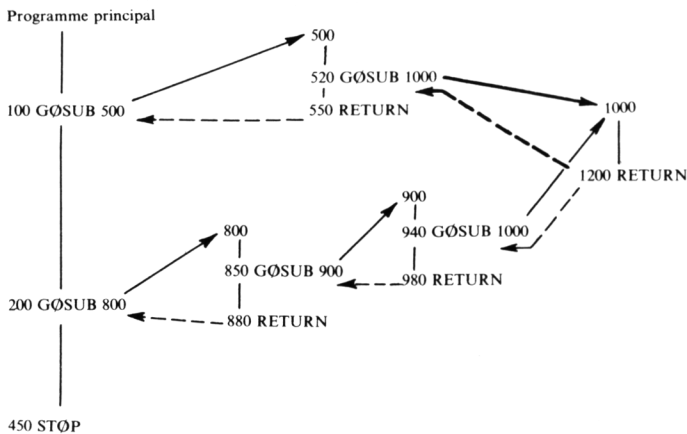 Programme principal
500
520 GØSUB 1000
1000
100 GØSUB 500
550 RETURN
1200 RETURN
900
800
940 GØSUB 1000
850 GØSUB 900
980 RETURN
200 GØSUB 800
880 RETURN
450 STØP